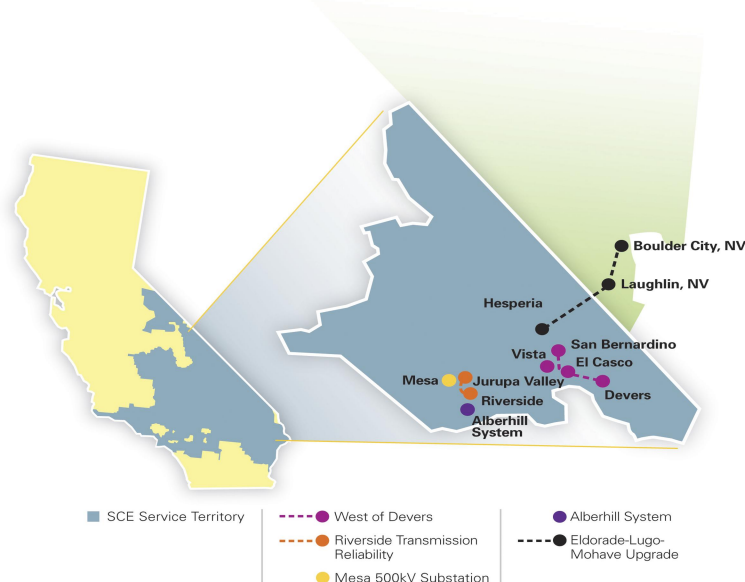 Boulder City, NV
Laughlin, NV
Hesperia
San Bernardino
Vista
El Casco
Mesa
Jurupa Valley
Devers
Riverside
Alberhill
System
SCE Service Territory
West of Devers
Riverside Transmission
Reliability
Mesa 500kV Substation
Alberhill System
Eldorade-Lugo-
Mohave Upgrade